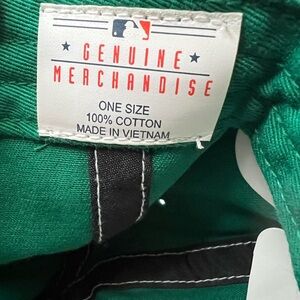 GENUINE
MERCHANDISE
ONE SIZE
100% COTTON
MADE IN VIETNAM